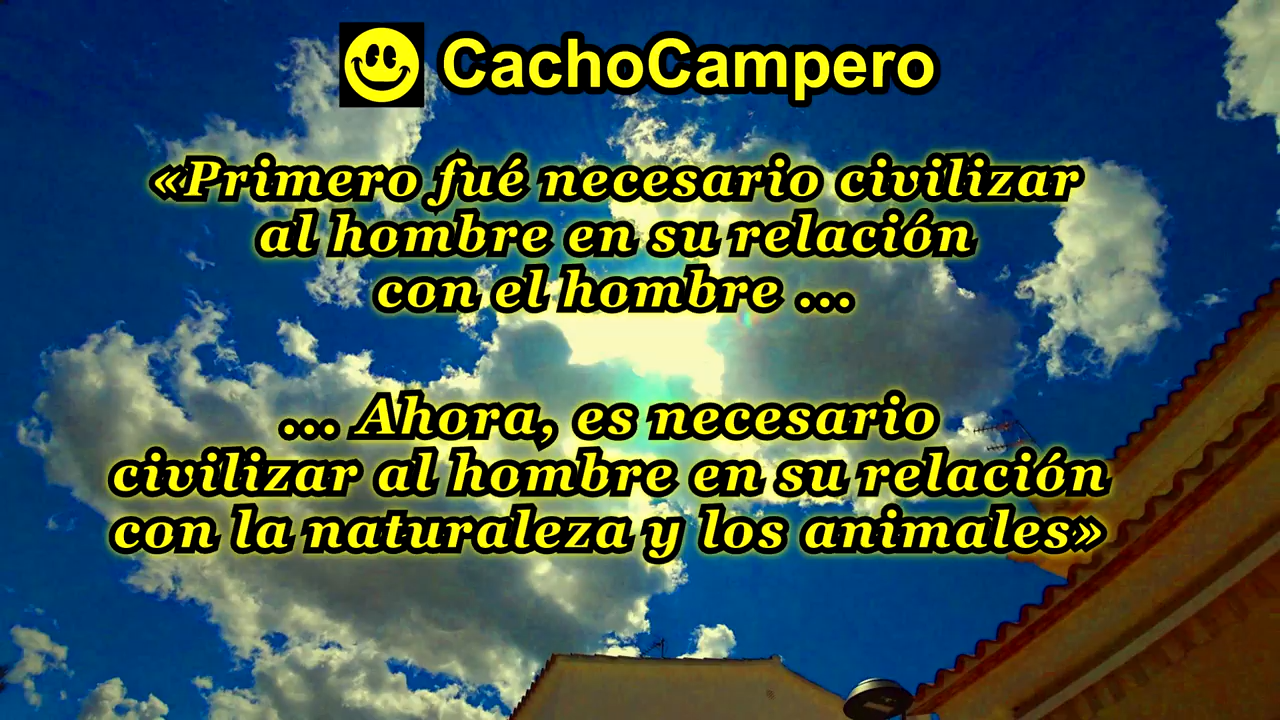 CachoCampero
«Primero fué necesario civilizar
al hombre en su relación
con el hombre ...
... Ahora, es necesario
civilizar al hombre en su relación
con la naturaleza y los animales»